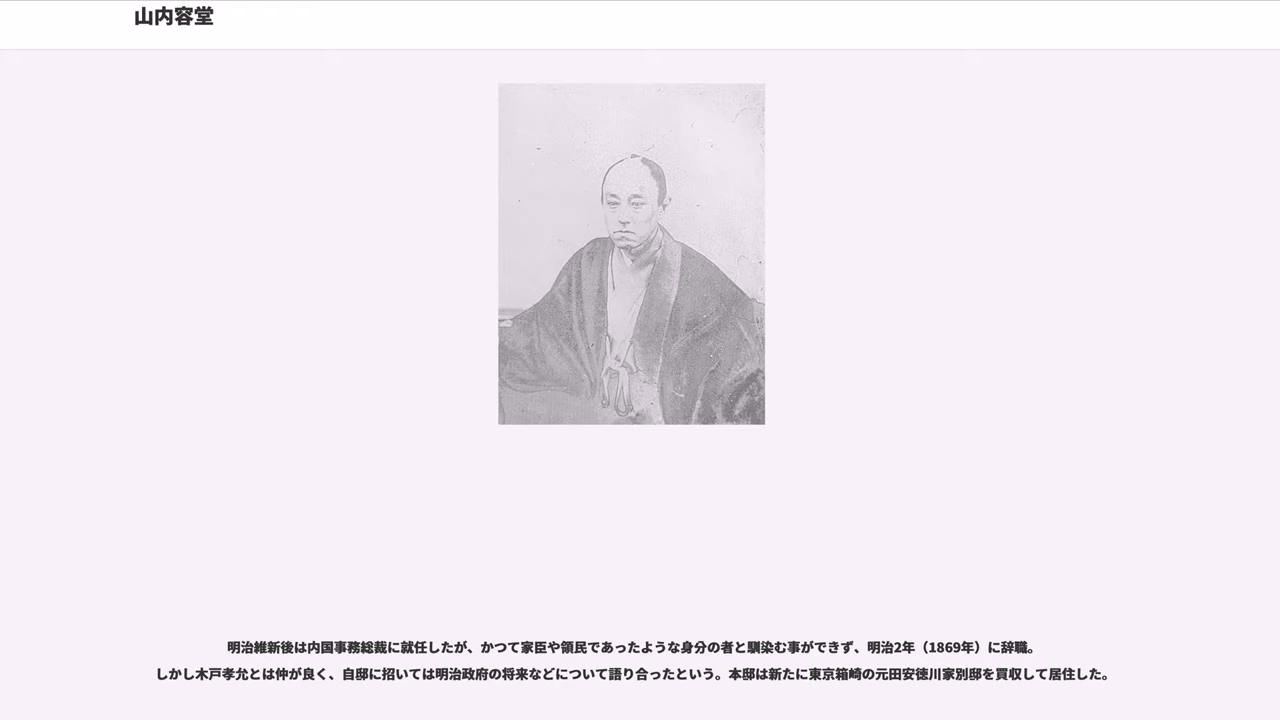 山内容堂
明治維新後は内国事務総裁に就任したが、かつて家臣や領民であったような身分の者と馴染む事ができず、明治2年（1869年）に辞職。
しかし木戸孝允とは仲が良く、自邸に招いては明治政府の将来などについて語り合ったという。本邸は新たに東京箱崎の元田安徳川家別邸を買収して居住した。